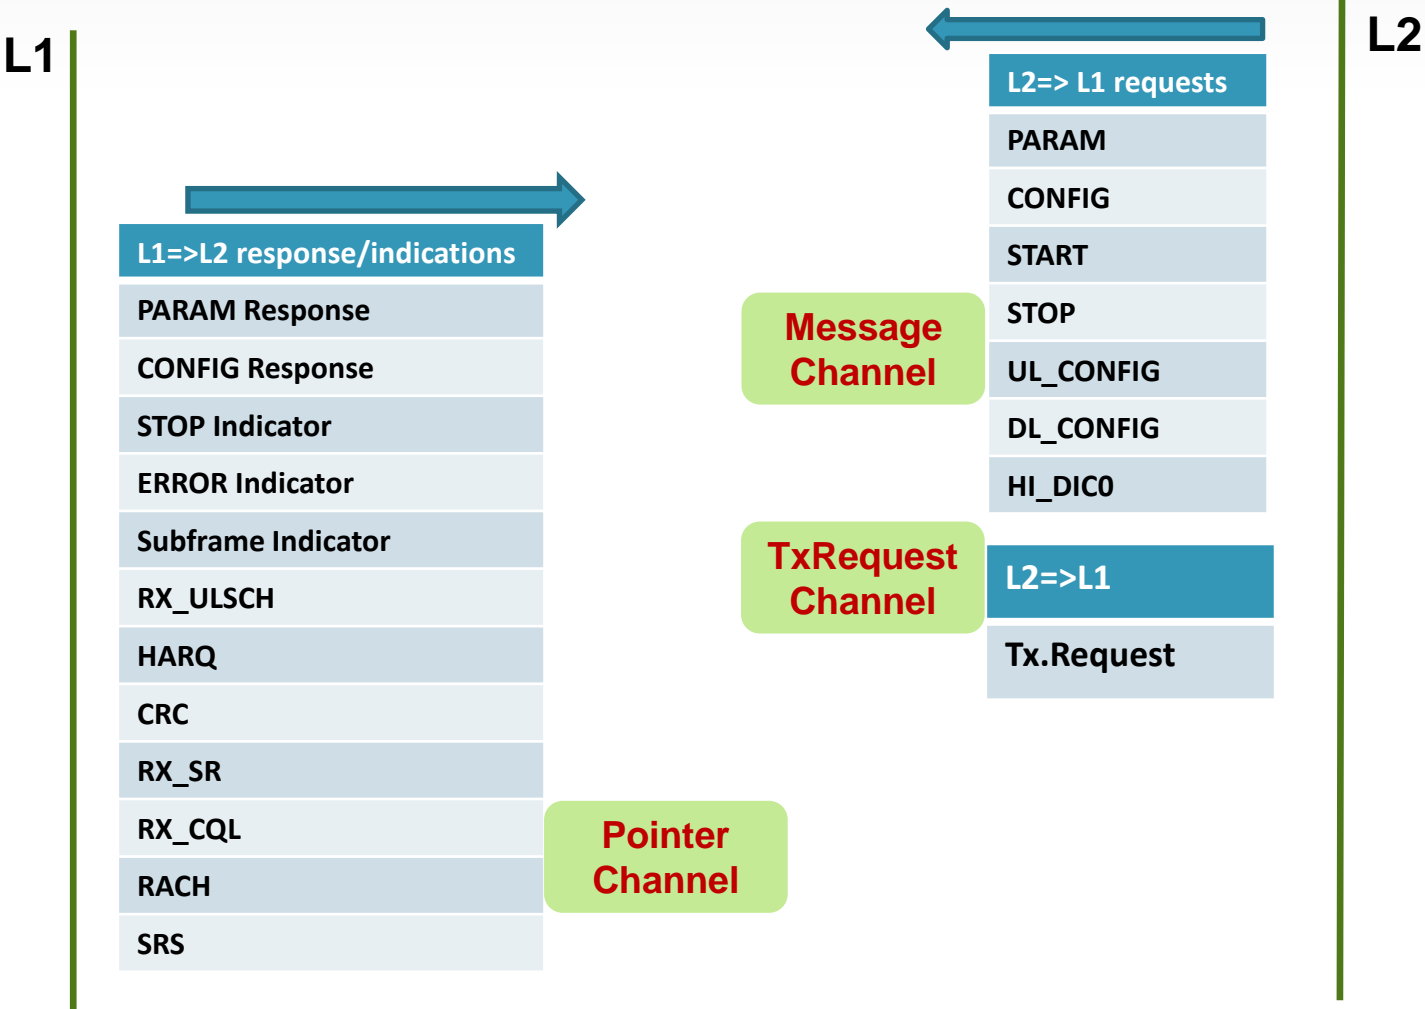 L1
L2
L2=> L1 requests
PARAM
CONFIG
START
STOP
UL_CONFIG
DL_CONFIG
HI_DIC0
Message
Channel
TxRequest
Channel
L2=>L1
Tx.Request
L1=>L2 response/indications
PARAM Response
CONFIG Response
STOP Indicator
ERROR Indicator
Subframe Indicator
RX_ULSCH
HARQ
CRC
RX_SR
RX_CQL
RACH
SRS
Pointer
Channel